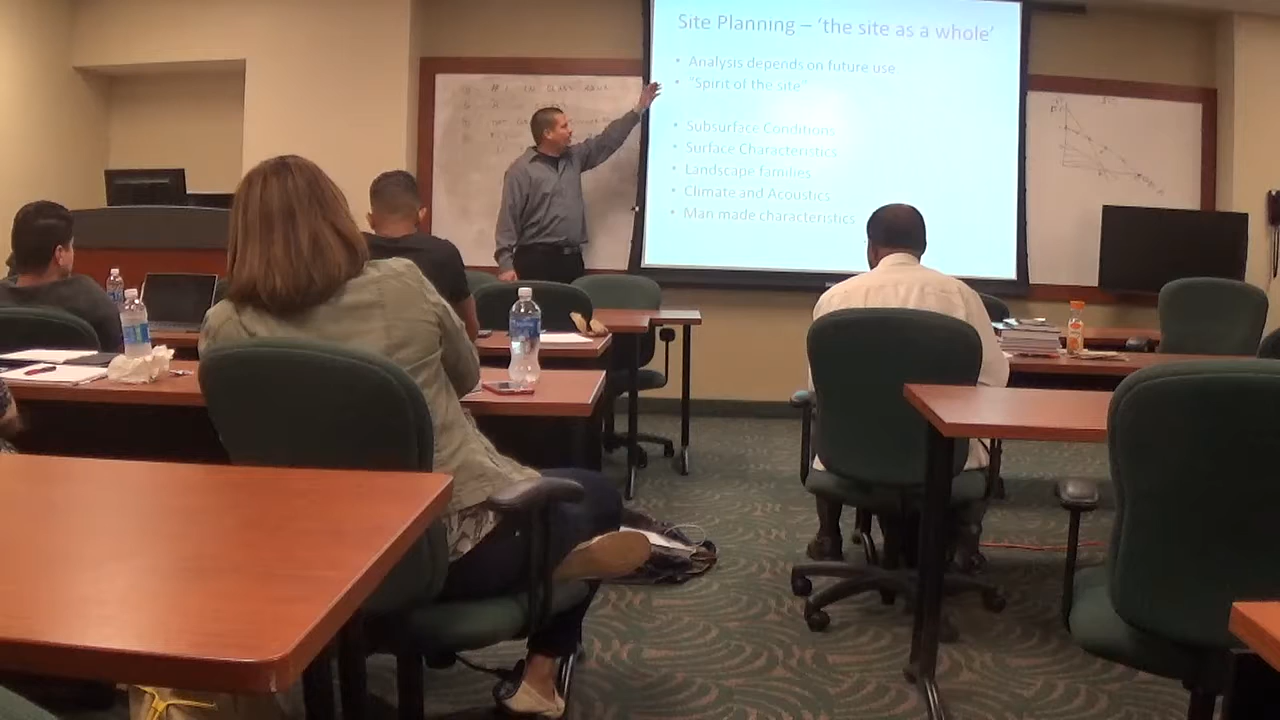 Site Planning – 'the site as a whole'
• Analysis depends on future use
• "Spirit of the site"
• Subsurface Conditions
• Surface Characteristics
• Landscape families
• Climate and Acoustics
• Man made characteristics